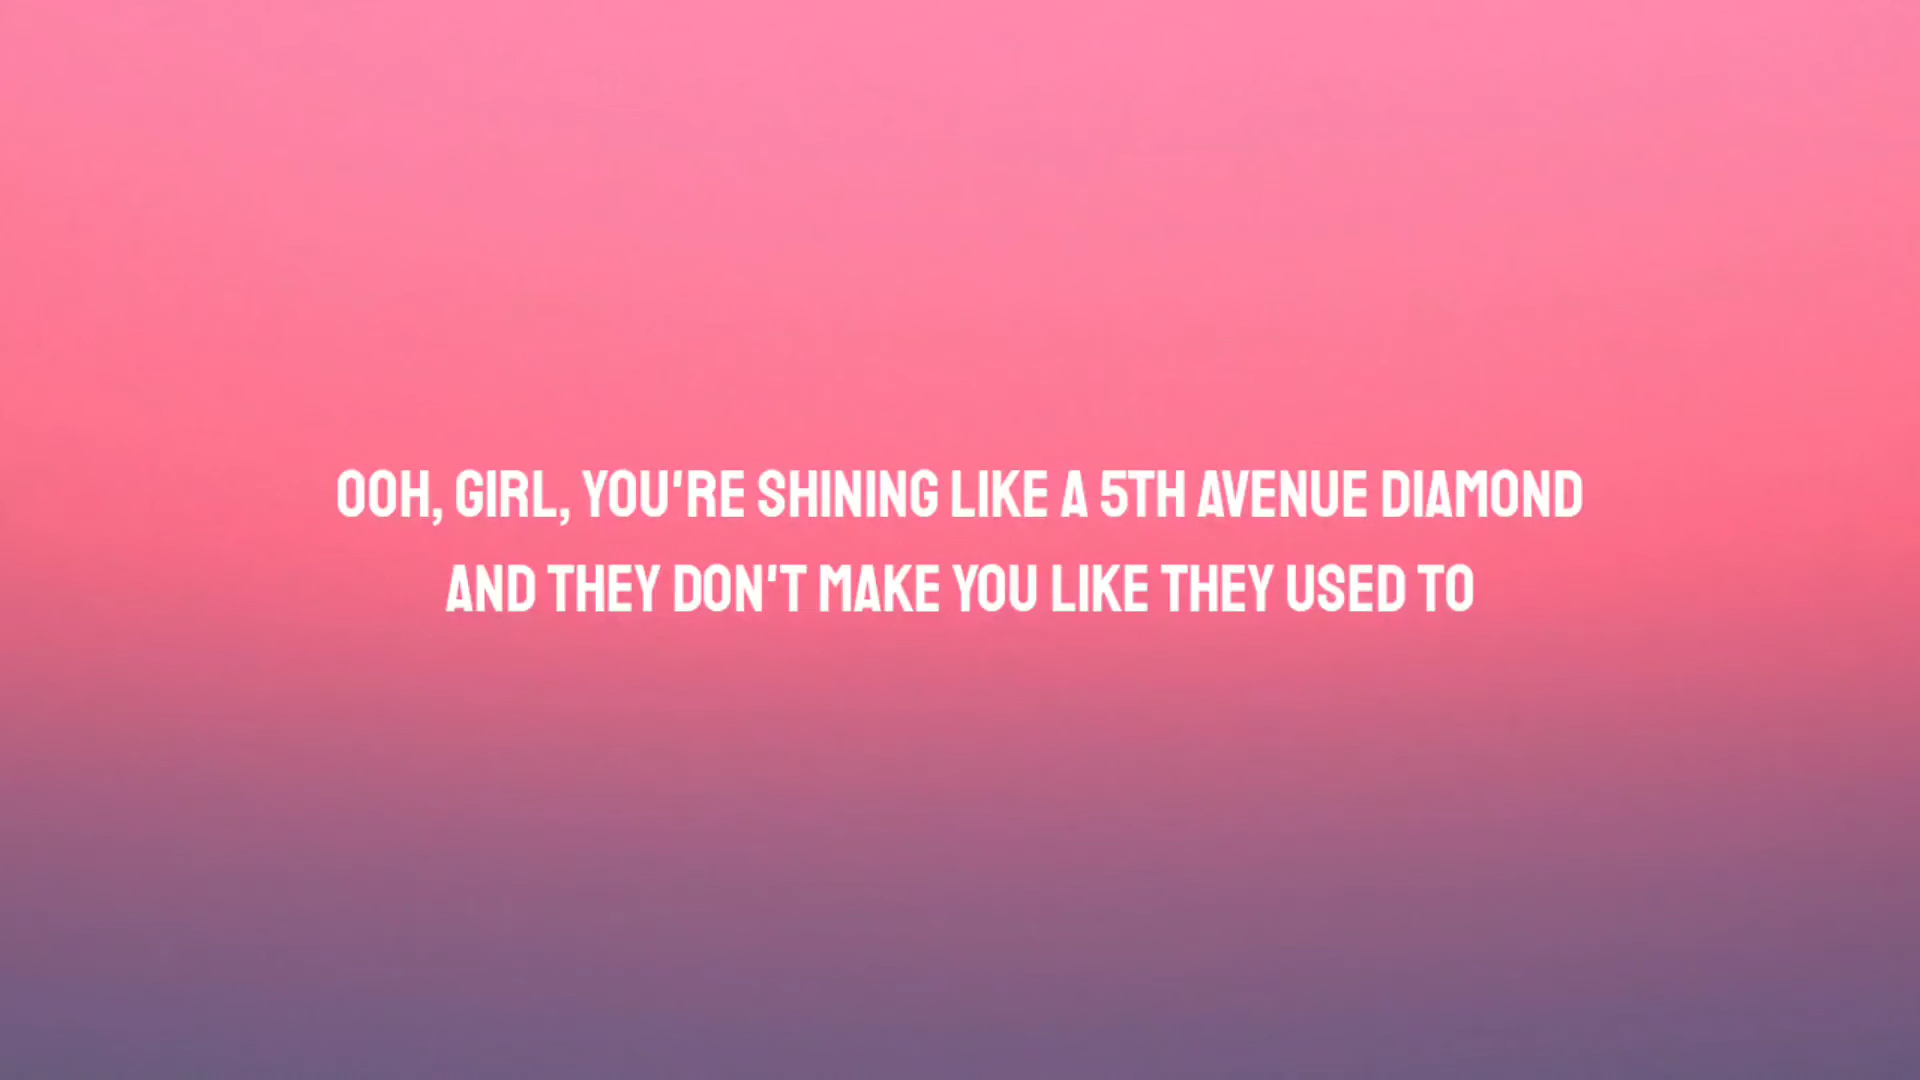 OOH, GIRL, YOU'RE SHINING LIKE A 5TH AVENUE DIAMOND
AND THEY DON'T MAKE YOU LIKE THEY USED TO